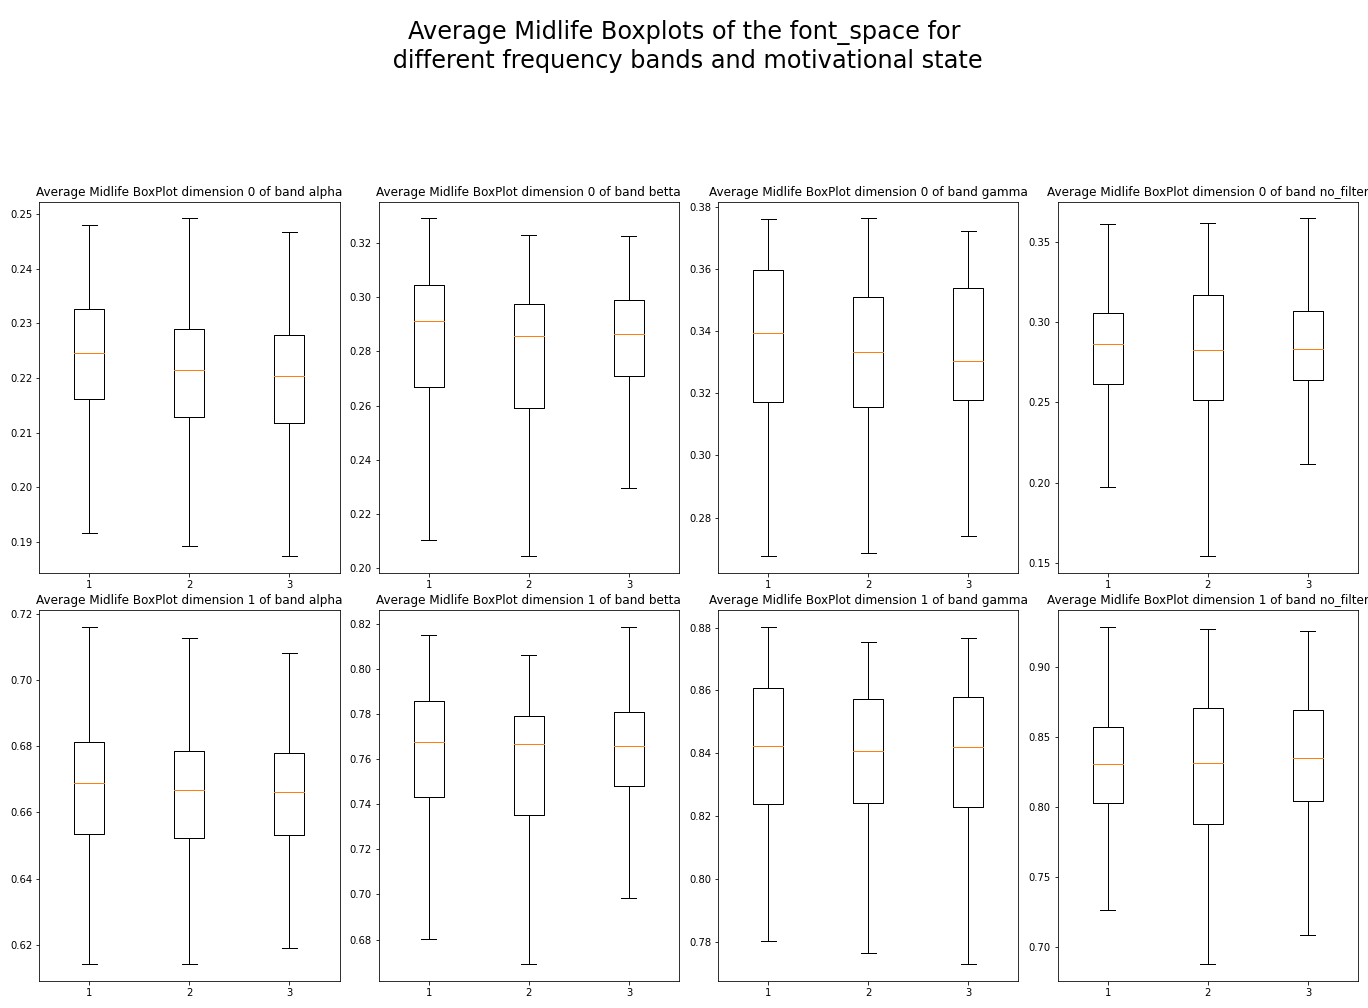 Average Midlife Boxplots of the font_space for
different frequency bands and motivational state
Average Midlife BoxPlot dimension 0 of band alpha
0.25
0.24
0.23
0.22
0.21
0.20
0.19
1 2 3
Average Midlife BoxPlot dimension 0 of band betta
0.32
0.30
0.28
0.26
0.24
0.22
0.20
1 2 3
Average Midlife BoxPlot dimension 0 of band gamma
0.38
0.36
0.34
0.32
0.30
0.28
1 2 3
Average Midlife BoxPlot dimension 0 of band no_filter
0.35
0.30
0.25
0.20
0.15
1 2 3
Average Midlife BoxPlot dimension 1 of band alpha
0.72
0.70
0.68
0.66
0.64
0.62
1 2 3
Average Midlife BoxPlot dimension 1 of band betta
0.82
0.80
0.78
0.76
0.74
0.72
0.70
0.68
1 2 3
Average Midlife BoxPlot dimension 1 of band gamma
0.88
0.86
0.84
0.82
0.80
0.78
1 2 3
Average Midlife BoxPlot dimension 1 of band no_filter
0.90
0.85
0.80
0.75
0.70
1 2 3